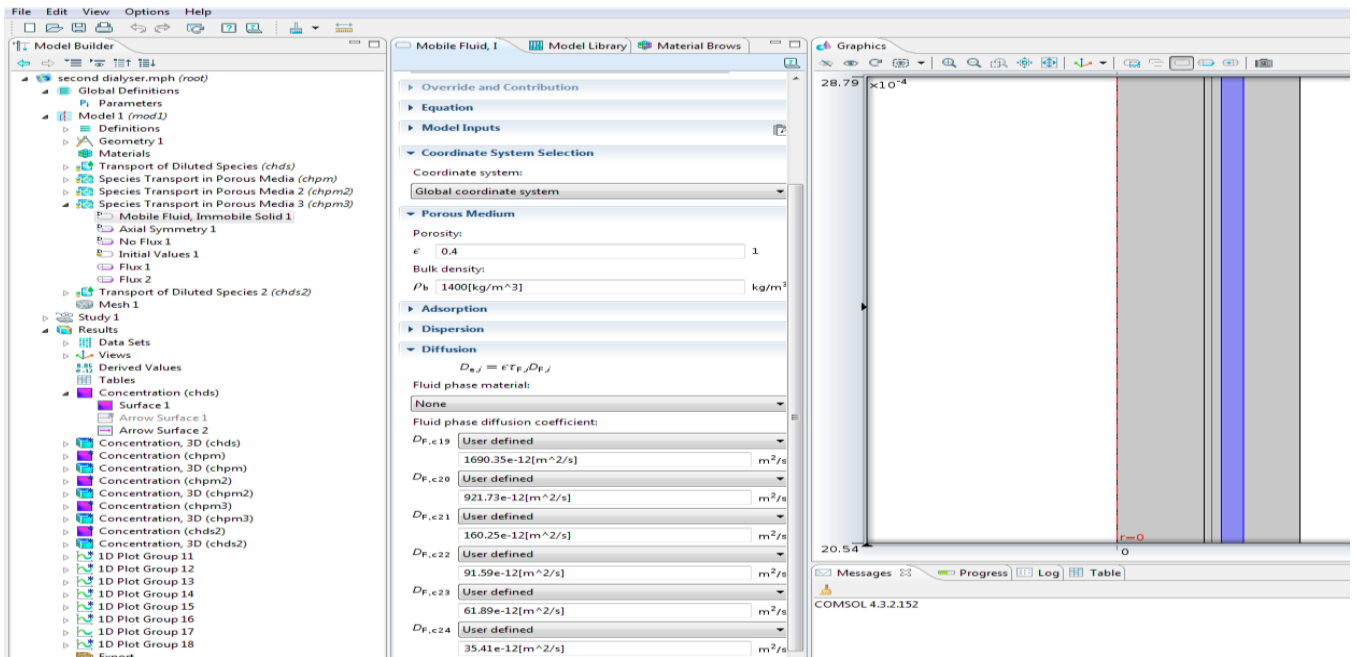 File Edit View Options Help
Model Builder
second dialyser.mph (root)
Global Definitions
Pi Parameters
Model 1 (mod1)
Definitions
Geometry 1
Materials
Transport of Diluted Species (chds)
Species Transport in Porous Media (chpm)
Species Transport in Porous Media 2 (chpm2)
Species Transport in Porous Media 3 (chpm3)
Mobile Fluid, Immobile Solid 1
Axial Symmetry 1
No Flux 1
Initial Values 1
Flux 1
Flux 2
Transport of Diluted Species 2 (chds2)
Mesh 1
Study 1
Results
Data Sets
Views
Derived Values
Tables
Concentration (chds)
Surface 1
Arrow Surface 1
Arrow Surface 2
Concentration, 3D (chds)
Concentration (chpm)
Concentration, 3D (chpm)
Concentration (chpm2)
Concentration, 3D (chpm2)
Concentration (chpm3)
Concentration, 3D (chpm3)
Concentration (chds2)
Concentration, 3D (chds2)
1D Plot Group 11
1D Plot Group 12
1D Plot Group 13
1D Plot Group 14
1D Plot Group 15
1D Plot Group 16
1D Plot Group 17
1D Plot Group 18
Mobile Fluid, I Model Library Material Brows
Override and Contribution
Equation
Model Inputs
Coordinate System Selection
Coordinate system:
Global coordinate system
Porous Medium
Porosity:
ϵ 0.4 1
Bulk density:
ρb 1400[kg/m^3] kg/m³
Adsorption
Dispersion
Diffusion
De,i = ϵτF,iDF,i
Fluid phase material:
None
Fluid phase diffusion coefficient:
DF,c19 User defined
1690.35e-12[m^2/s] m²/s
DF,c20 User defined
921.73e-12[m^2/s] m²/s
DF,c21 User defined
160.25e-12[m^2/s] m²/s
DF,c22 User defined
91.59e-12[m^2/s] m²/s
DF,c23 User defined
61.89e-12[m^2/s] m²/s
DF,c24 User defined
35.41e-12[m^2/s] m²/s
Graphics
28.79 ×10⁻⁴
r=0
20.54 0
Messages Progress Log Table
COMSOL 4.3.2.152